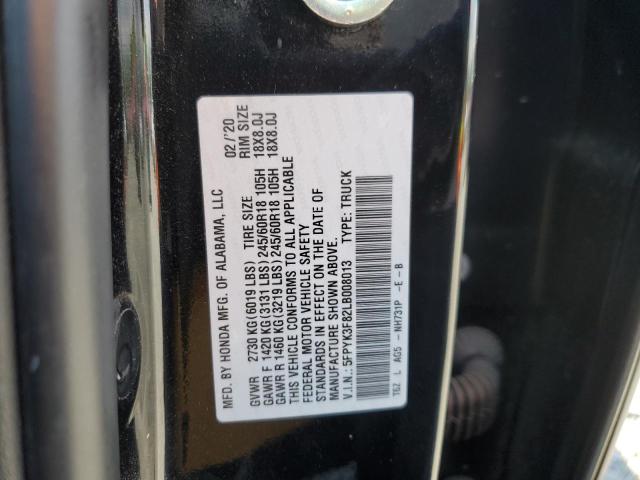 MFD. BY HONDA MFG. OF ALABAMA, LLC 02 /'20
GVWR 2730 KG(6019 LBS) TIRE SIZE RIM SIZE
GAWR F 1420 KG(3131 LBS) 245/60R18 105H 18X8.0J
GAWR R 1460 KG(3219 LBS) 245/60R18 105H 18X8.0J
THIS VEHICLE CONFORMS TO ALL APPLICABLE
FEDERAL MOTOR VEHICLE SAFETY
STANDARDS IN EFFECT ON THE DATE OF
MANUFACTURE SHOWN ABOVE.
V.I.N.: 5FPYK3F82LB008013 TYPE: TRUCK
T6Z L AG5 -NH731P -E -B